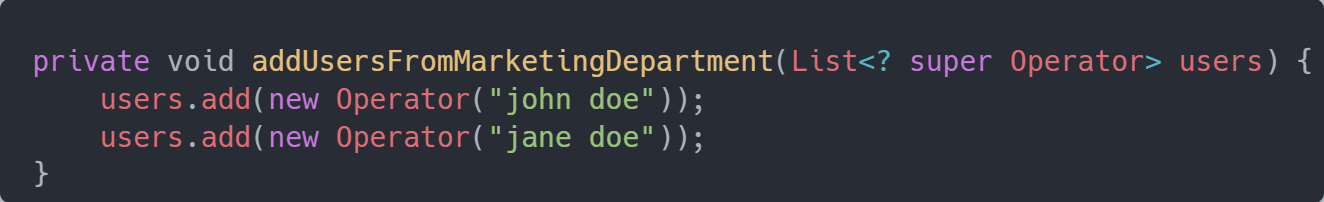 private void addUsersFromMarketingDepartment(List<? super Operator> users) {
    users.add(new Operator("john doe"));
    users.add(new Operator("jane doe"));
}